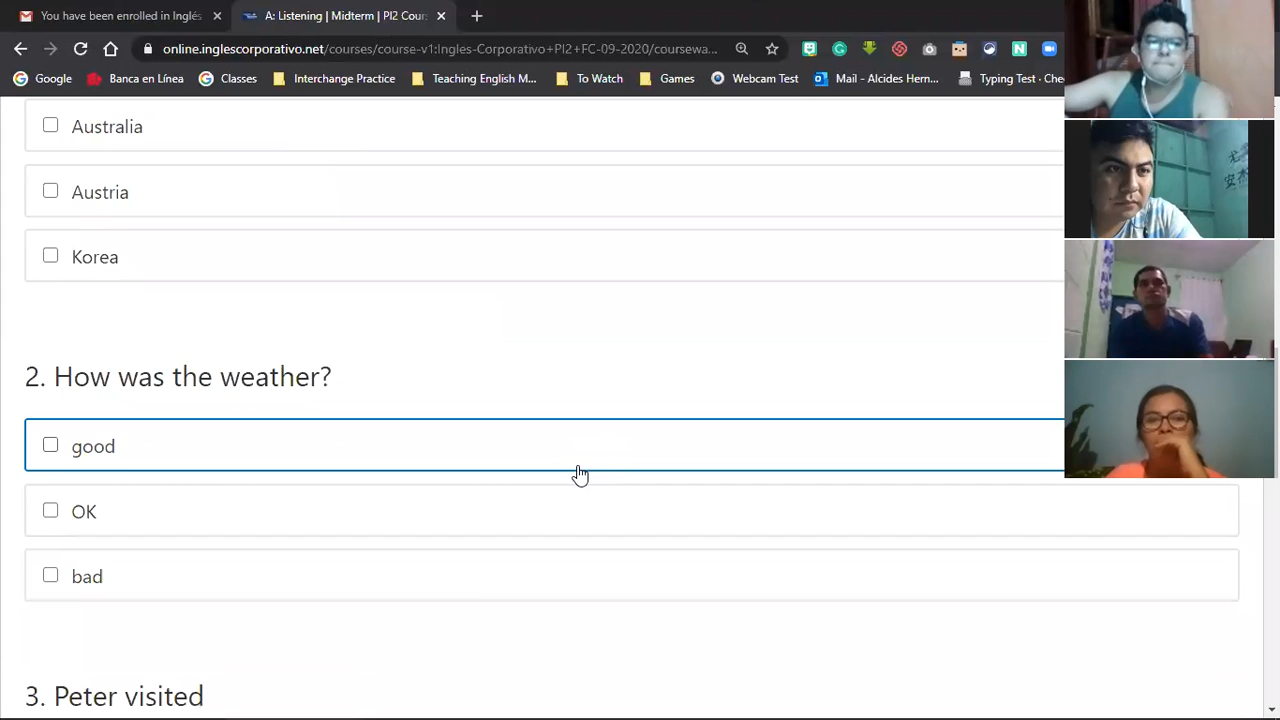 You have been enrolled in Inglés
A: Listening | Midterm | PI2 Cour
online.inglescorporativo.net/courses/course-v1:Ingles-Corporativo+PI2+FC-09-2020/coursewa...
Google
Banca en Línea
Classes
Interchange Practice
Teaching English M...
To Watch
Games
Webcam Test
Mail - Alcides Hern...
Typing Test - Che
Australia
Austria
Korea
2. How was the weather?
good
OK
bad
3. Peter visited